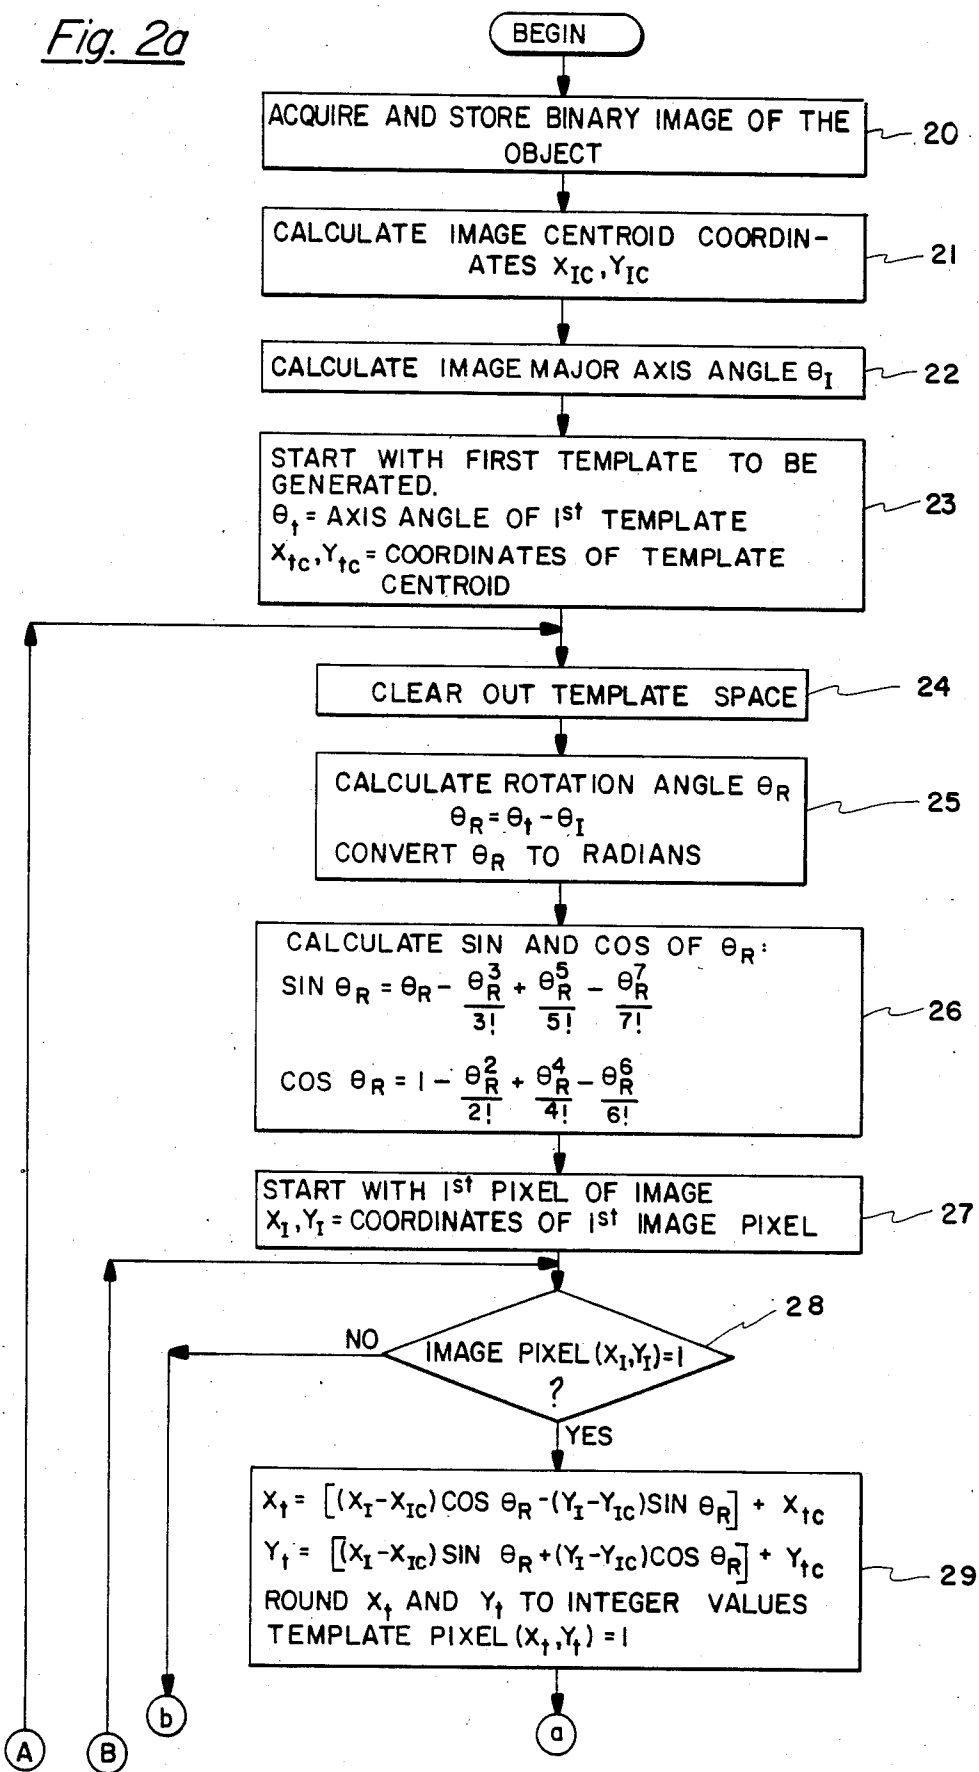 Fig. 2a
BEGIN
ACQUIRE AND STORE BINARY IMAGE OF THE
OBJECT
20
CALCULATE IMAGE CENTROID COORDIN-
ATES X_IC, Y_IC
21
CALCULATE IMAGE MAJOR AXIS ANGLE θ_I
22
START WITH FIRST TEMPLATE TO BE
GENERATED.
θ_t = AXIS ANGLE OF 1st TEMPLATE
X_tc, Y_tc = COORDINATES OF TEMPLATE
CENTROID
23
CLEAR OUT TEMPLATE SPACE
24
CALCULATE ROTATION ANGLE θ_R
θ_R = θ_t - θ_I
CONVERT θ_R TO RADIANS
25
CALCULATE SIN AND COS OF θ_R:
SIN θ_R = θ_R - θ_R^3/3! + θ_R^5/5! - θ_R^7/7!
COS θ_R = 1 - θ_R^2/2! + θ_R^4/4! - θ_R^6/6!
26
START WITH 1st PIXEL OF IMAGE
X_I, Y_I = COORDINATES OF 1st IMAGE PIXEL
27
28
NO
IMAGE PIXEL (X_I, Y_I) = 1
?
YES
X_t = [(X_I - X_IC) COS θ_R - (Y_I - Y_IC) SIN θ_R] + X_tc
Y_t = [(X_I - X_IC) SIN θ_R + (Y_I - Y_IC) COS θ_R] + Y_tc
ROUND X_t AND Y_t TO INTEGER VALUES
TEMPLATE PIXEL (X_t, Y_t) = 1
29
A
B
b
a